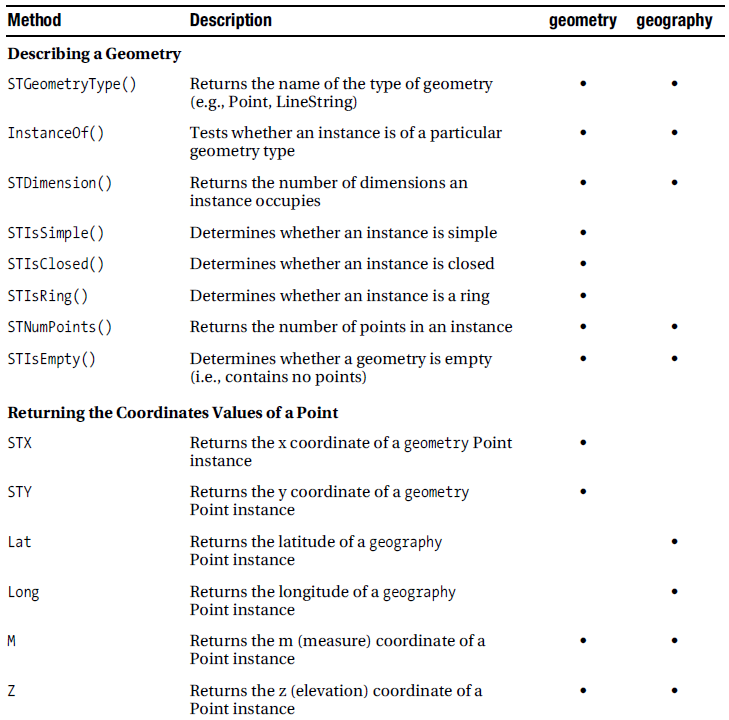 Method Description geometry geography
Describing a Geometry
STGeometryType() Returns the name of the type of geometry • •
(e.g., Point, LineString)
InstanceOf() Tests whether an instance is of a particular • •
geometry type
STDimension() Returns the number of dimensions an • •
instance occupies
STIsSimple() Determines whether an instance is simple •
STIsClosed() Determines whether an instance is closed •
STIsRing() Determines whether an instance is a ring •
STNumPoints() Returns the number of points in an instance • •
STIsEmpty() Determines whether a geometry is empty • •
(i.e., contains no points)
Returning the Coordinates Values of a Point
STX Returns the x coordinate of a geometry Point •
instance
STY Returns the y coordinate of a geometry •
Point instance
Lat Returns the latitude of a geography •
Point instance
Long Returns the longitude of a geography •
Point instance
M Returns the m (measure) coordinate of a • •
Point instance
Z Returns the z (elevation) coordinate of a • •
Point instance